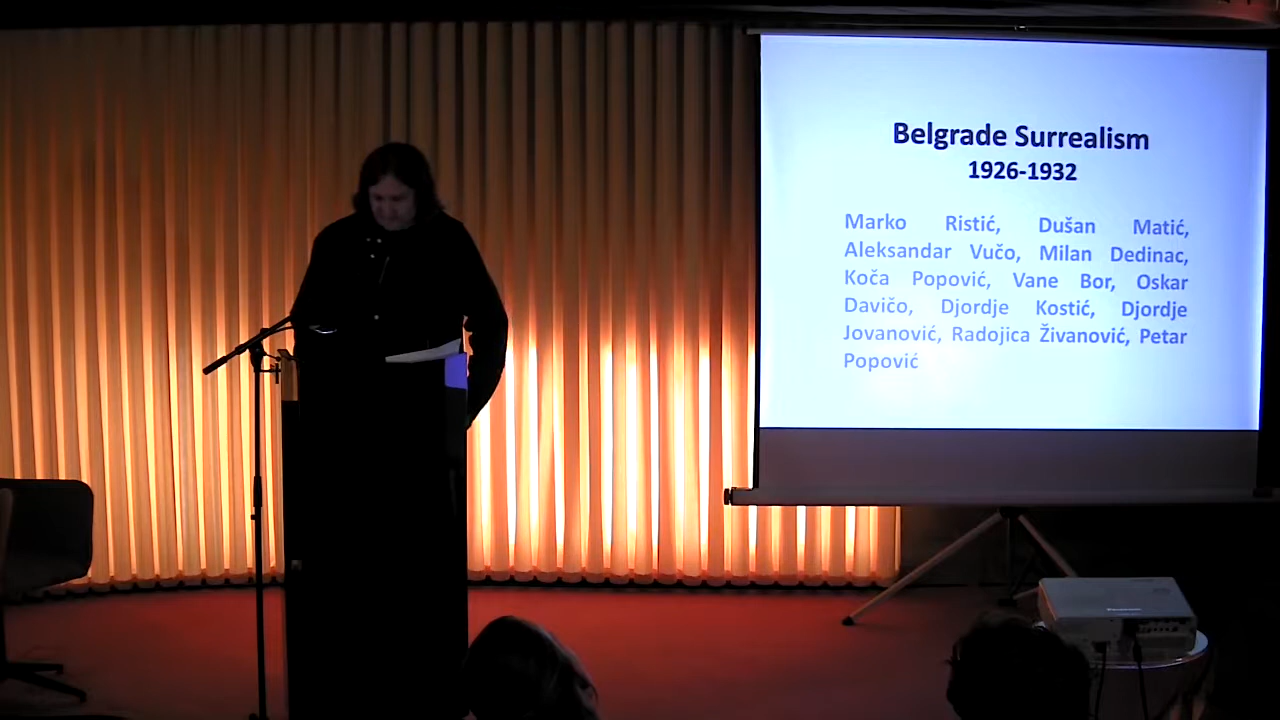 Belgrade Surrealism
1926-1932
Marko Ristić, Dušan Matić,
Aleksandar Vučo, Milan Dedinac,
Koča Popović, Vane Bor, Oskar
Davičo, Djordje Kostić, Djordje
Jovanović, Radojica Živanović, Petar
Popović